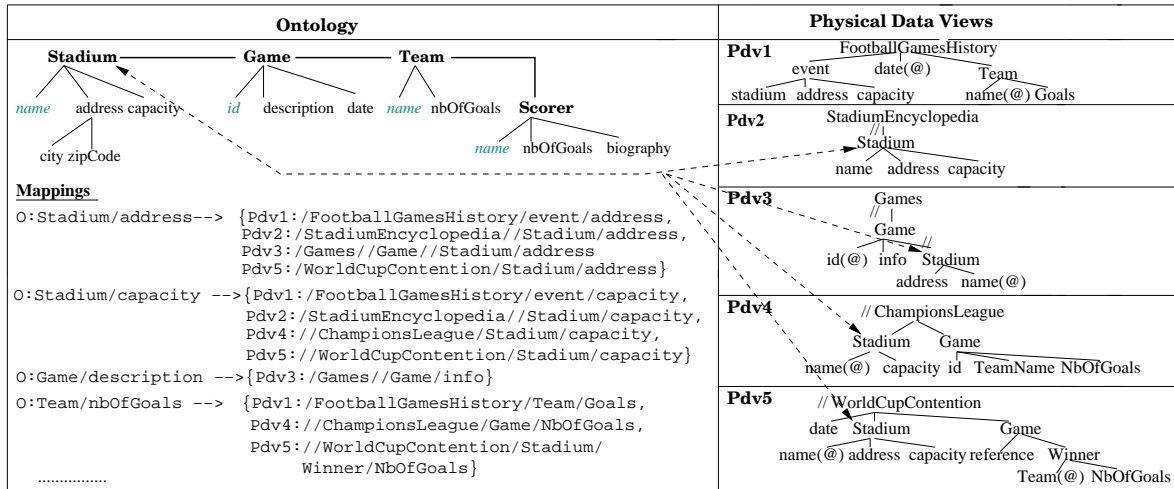 Ontology
Stadium Game Team
name address capacity id description date name nbOfGoals Scorer
city zipCode name nbOfGoals biography
Mappings
O:Stadium/address--> {Pdv1:/FootballGamesHistory/event/address,
Pdv2:/StadiumEncyclopedia//Stadium/address,
Pdv3:/Games//Game//Stadium/address
Pdv5:/WorldCupContention/Stadium/address}
O:Stadium/capacity -->{Pdv1:/FootballGamesHistory/event/capacity,
Pdv2:/StadiumEncyclopedia//Stadium/capacity,
Pdv4://ChampionsLeague/Stadium/capacity,
Pdv5://WorldCupContention/Stadium/capacity}
O:Game/description -->{Pdv3:/Games//Game/info}
O:Team/nbOfGoals --> {Pdv1:/FootballGamesHistory/Team/Goals,
Pdv4://ChampionsLeague/Game/NbOfGoals,
Pdv5://WorldCupContention/Stadium/
Winner/NbOfGoals}
................
Physical Data Views
Pdv1 FootballGamesHistory
event date(@) Team
stadium address capacity name(@) Goals
Pdv2 StadiumEncyclopedia
//
Stadium
name address capacity
Pdv3 Games
//
Game //
id(@) info Stadium
address name(@)
Pdv4 // ChampionsLeague
Stadium Game
name(@) capacity id TeamName NbOfGoals
Pdv5 // WorldCupContention
date Stadium Game
name(@) address capacity reference Winner
Team(@) NbOfGoals